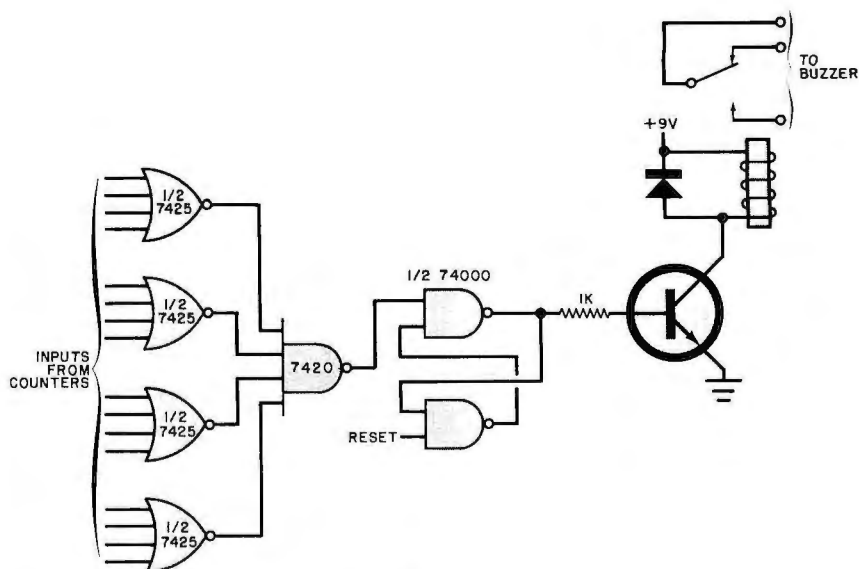 TO
BUZZER
+9V
1/2
7425
1/2 74000
1/2
7425
1K
7420
INPUTS
FROM
COUNTERS
1/2
7425
RESET
1/2
7425